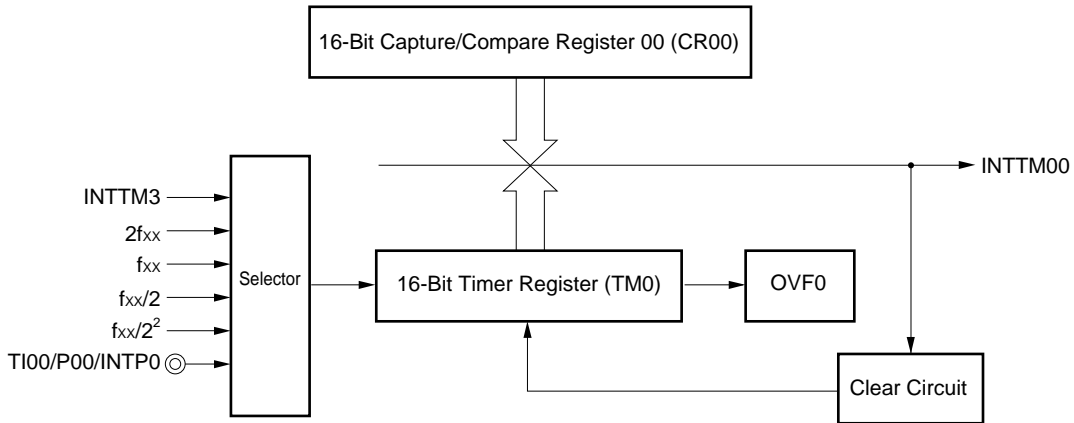 16-Bit Capture/Compare Register 00 (CR00)
INTTM00
INTTM3
2fxx
fxx
fxx/2
fxx/2²
TI00/P00/INTP0
Selector
16-Bit Timer Register (TM0)
OVF0
Clear Circuit